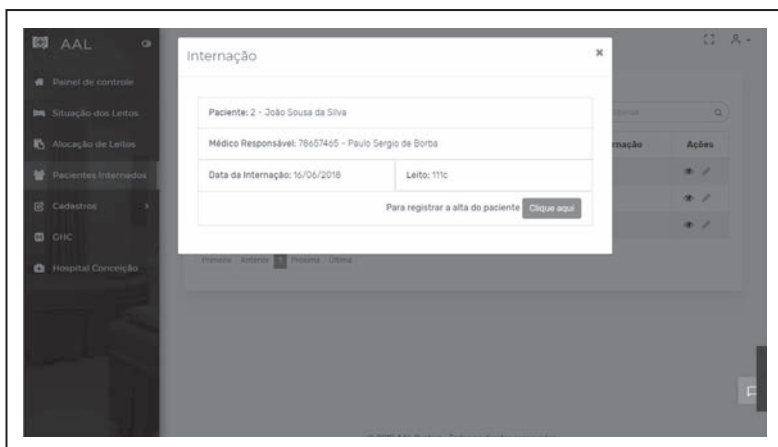 AAL
Internação ×
Painel de controle
Situação dos Leitos
Alocação de Leitos
Pacientes Internados
Cadastros >
GHC
Hospital Conceição
Paciente: 2 - João Sousa da Silva
Médico Responsável: 78657465 - Paulo Sergio de Borba
Data da Internação: 16/06/2018 Leito: 111c
Para registrar a alta do paciente Clique aqui
rnação Ações
Primeira Anterior 1 Próxima Última